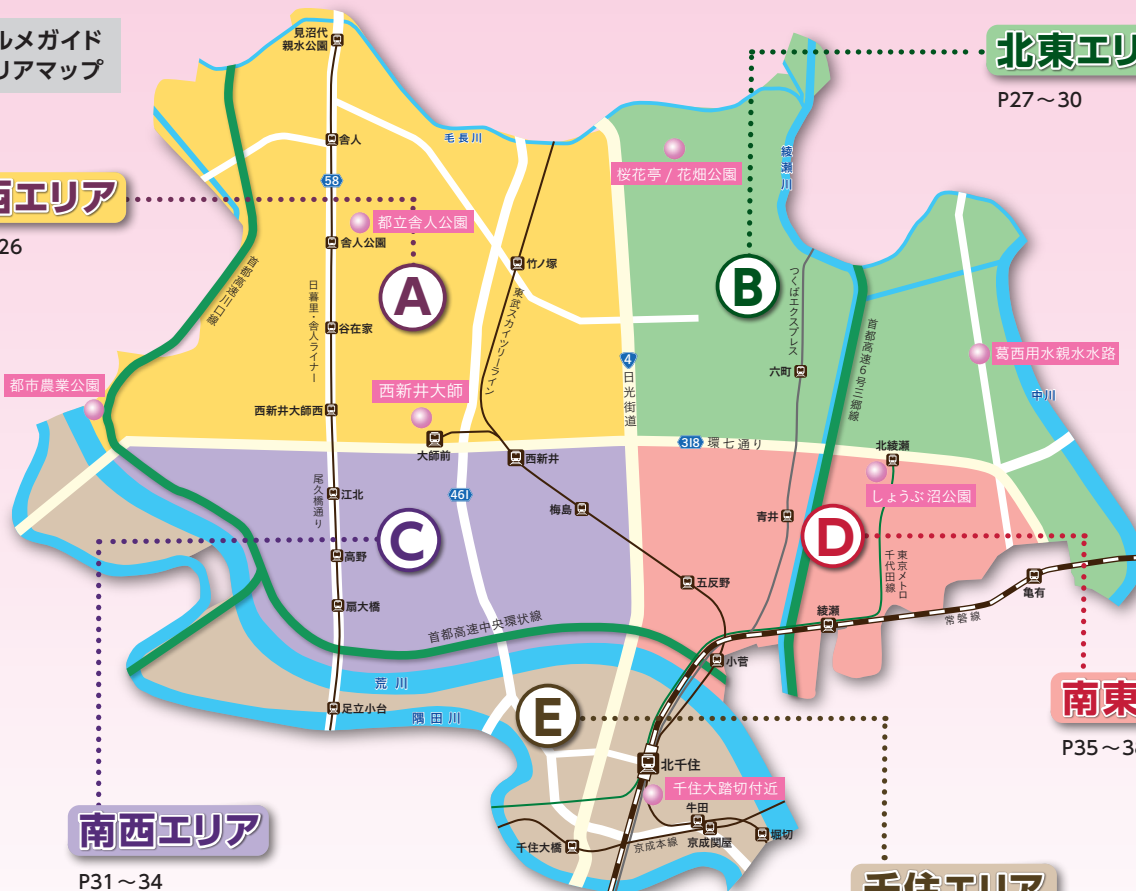 ルメガイド
リアマップ
見沼代
親水公園
北東エリ
P27～30
舎人
毛長川
綾瀬川
桜花亭 / 花畑公園
58
西エリア
26
都立舎人公園
舎人公園
A
B
竹ノ塚
首都高速川口線
日暮里・舎人ライナー
東武スカイツリーライン
つくばエクスプレス
首都高速6号三郷線
谷在家
4
日光街道
葛西用水親水水路
六町
中川
都市農業公園
西新井大師
西新井大師西
大師前
西新井
318
環七通り
北綾瀬
しょうぶ沼公園
尾久橋通り
江北
461
梅島
青井
C
D
高野
東京メトロ
千代田線
五反野
亀有
扇大橋
首都高速中央環状線
綾瀬
常磐線
小菅
荒川
足立小台
隅田川
E
南東
P35～38
北千住
千住大踏切付近
牛田
京成関屋
堀切
千住大橋
京成本線
南西エリア
P31～34
千住エリア